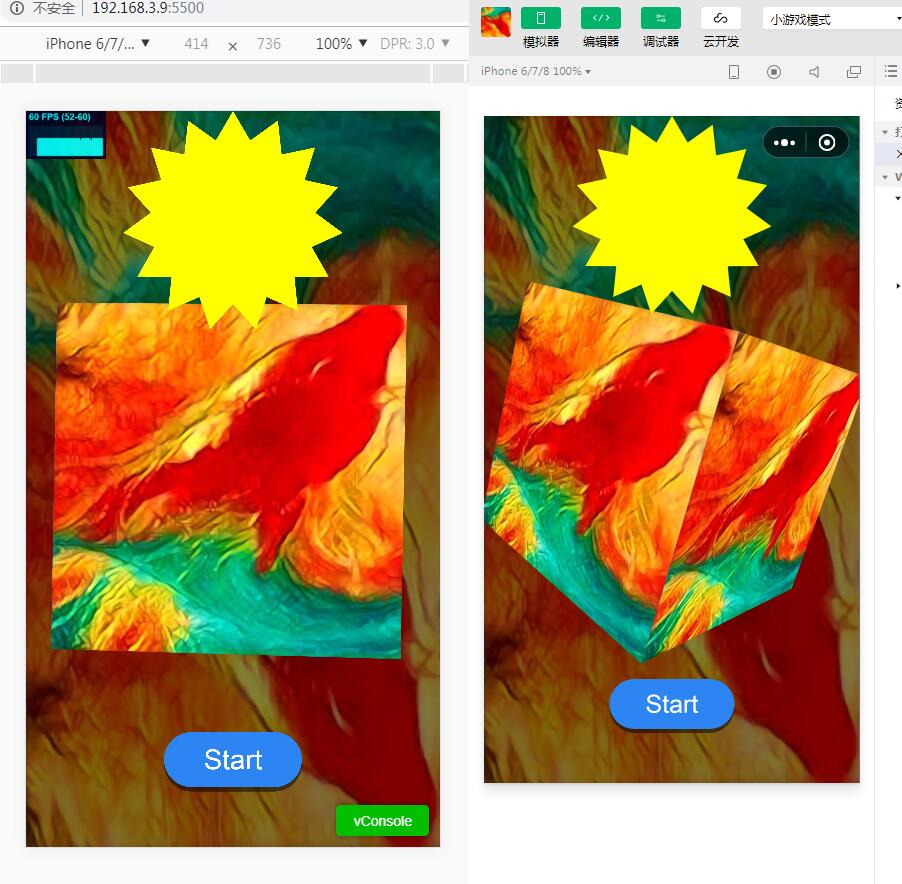 不安全 192.168.3.9:5500
iPhone 6/7/... ▼ 414 × 736 100% ▼ DPR: 3.0 ▼
60 FPS (52-60)
Start
vConsole
模拟器 编辑器 调试器 云开发
小游戏模式
iPhone 6/7/8 100% ▾
Start